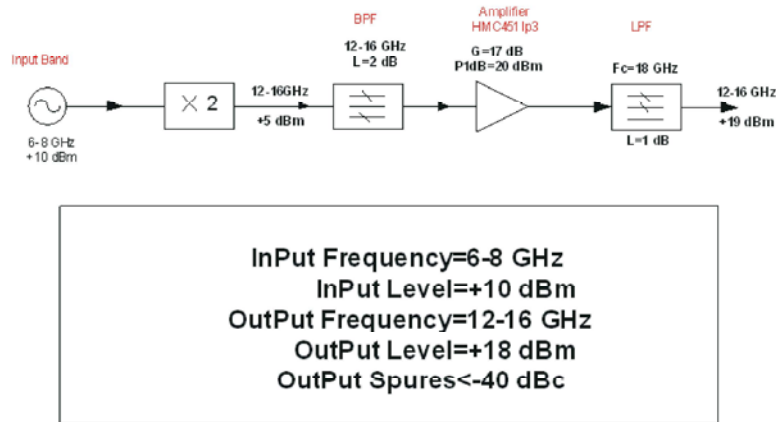 Input Band
6-8 GHz
+10 dBm
X 2
12-16GHz
+5 dBm
BPF
12-16 GHz
L=2 dB
Amplifier
HMC451lp3
G=17 dB
P1dB=20 dBm
LPF
Fc=18 GHz
L=1 dB
12-16 GHz
+19 dBm
InPut Frequency=6-8 GHz
InPut Level=+10 dBm
OutPut Frequency=12-16 GHz
OutPut Level=+18 dBm
OutPut Spures<-40 dBc